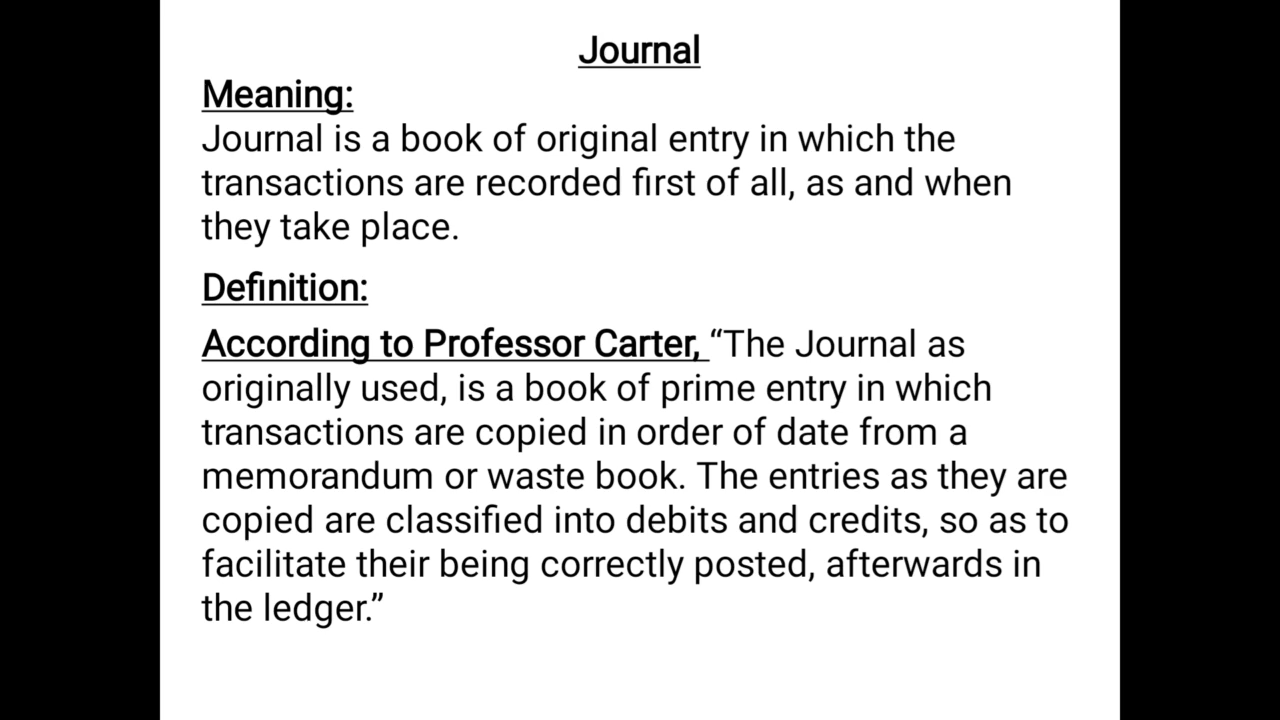 Journal
Meaning:
Journal is a book of original entry in which the
transactions are recorded first of all, as and when
they take place.
Definition:
According to Professor Carter, “The Journal as
originally used, is a book of prime entry in which
transactions are copied in order of date from a
memorandum or waste book. The entries as they are
copied are classified into debits and credits, so as to
facilitate their being correctly posted, afterwards in
the ledger.”